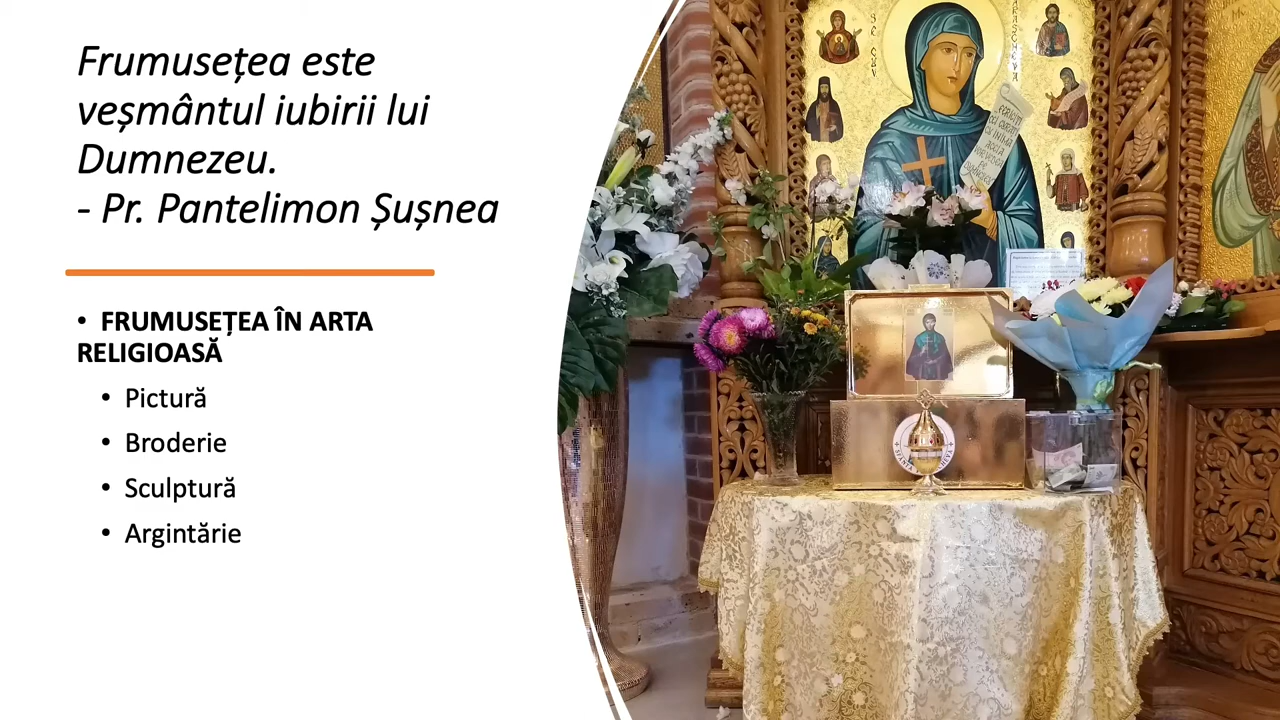 Frumusețea este
veșmântul iubirii lui
Dumnezeu.
- Pr. Pantelimon Șușnea
• FRUMUSEȚEA ÎN ARTA
RELIGIOASĂ
• Pictură
• Broderie
• Sculptură
• Argintărie